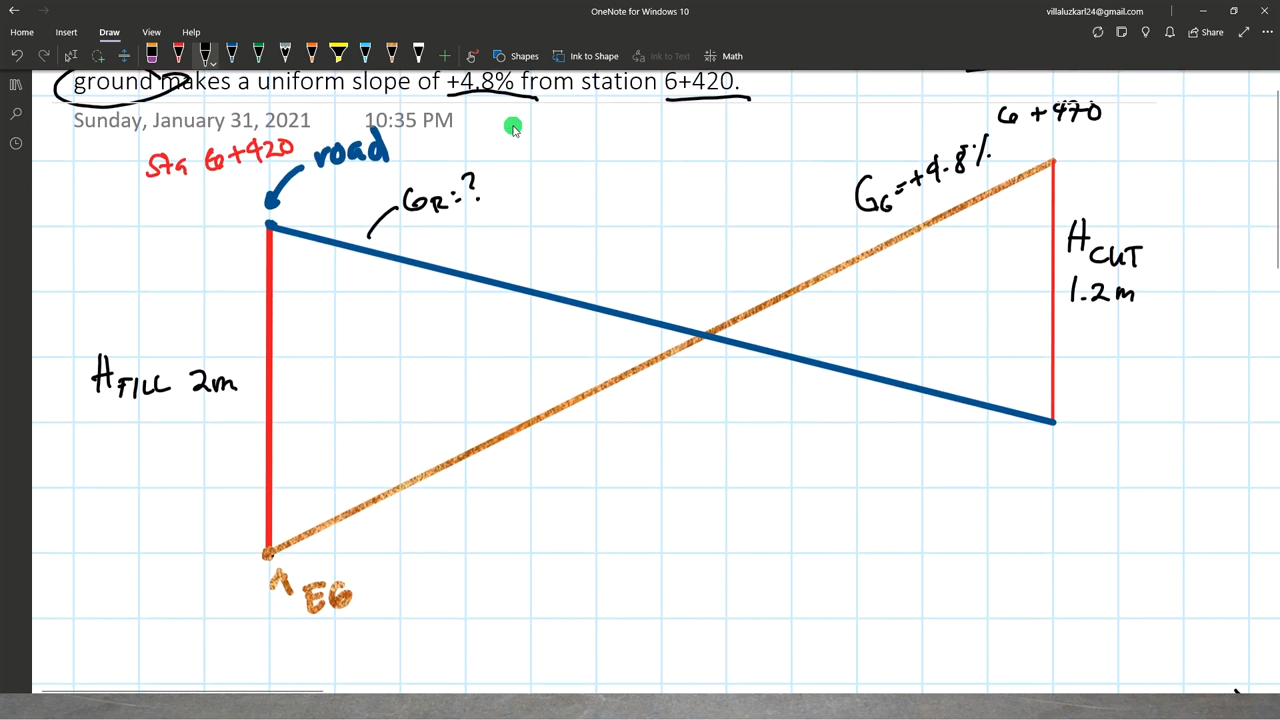 OneNote for Windows 10
villaluzkarl24@gmail.com
Home Insert Draw View Help
Shapes Ink to Shape Ink to Text Math Share
ground makes a uniform slope of +4.8% from station 6+420.
Sunday, January 31, 2021 10:35 PM
6+470
Sta 6+420
road
GR=?
GG=+4.8%
HCUT
1.2m
HFILL 2m
EG